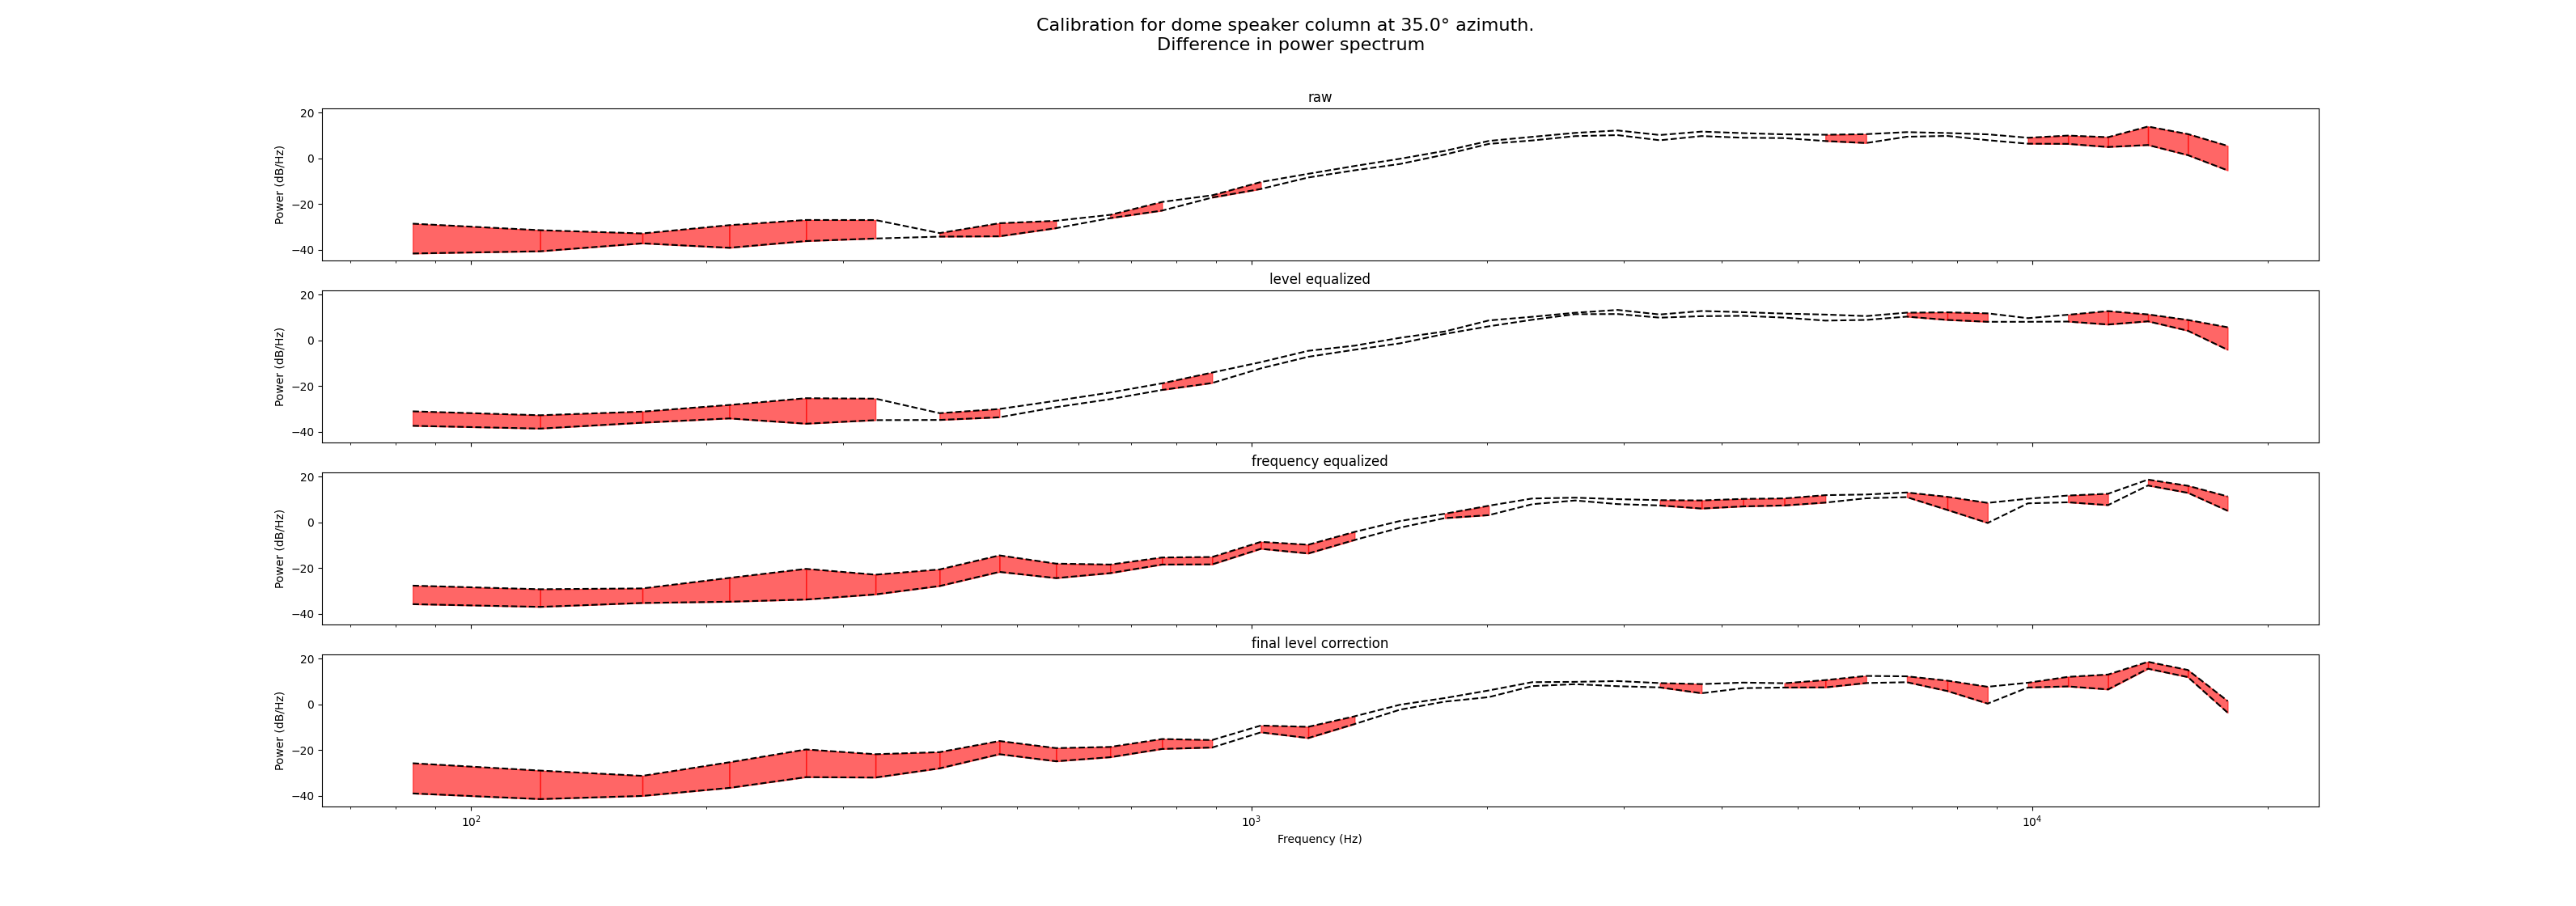 Calibration for dome speaker column at 35.0° azimuth.
Difference in power spectrum
raw
20
0
−20
−40
Power (dB/Hz)
level equalized
20
0
−20
−40
Power (dB/Hz)
frequency equalized
20
0
−20
−40
Power (dB/Hz)
final level correction
20
0
−20
−40
Power (dB/Hz)
10² 10³ 10⁴
Frequency (Hz)